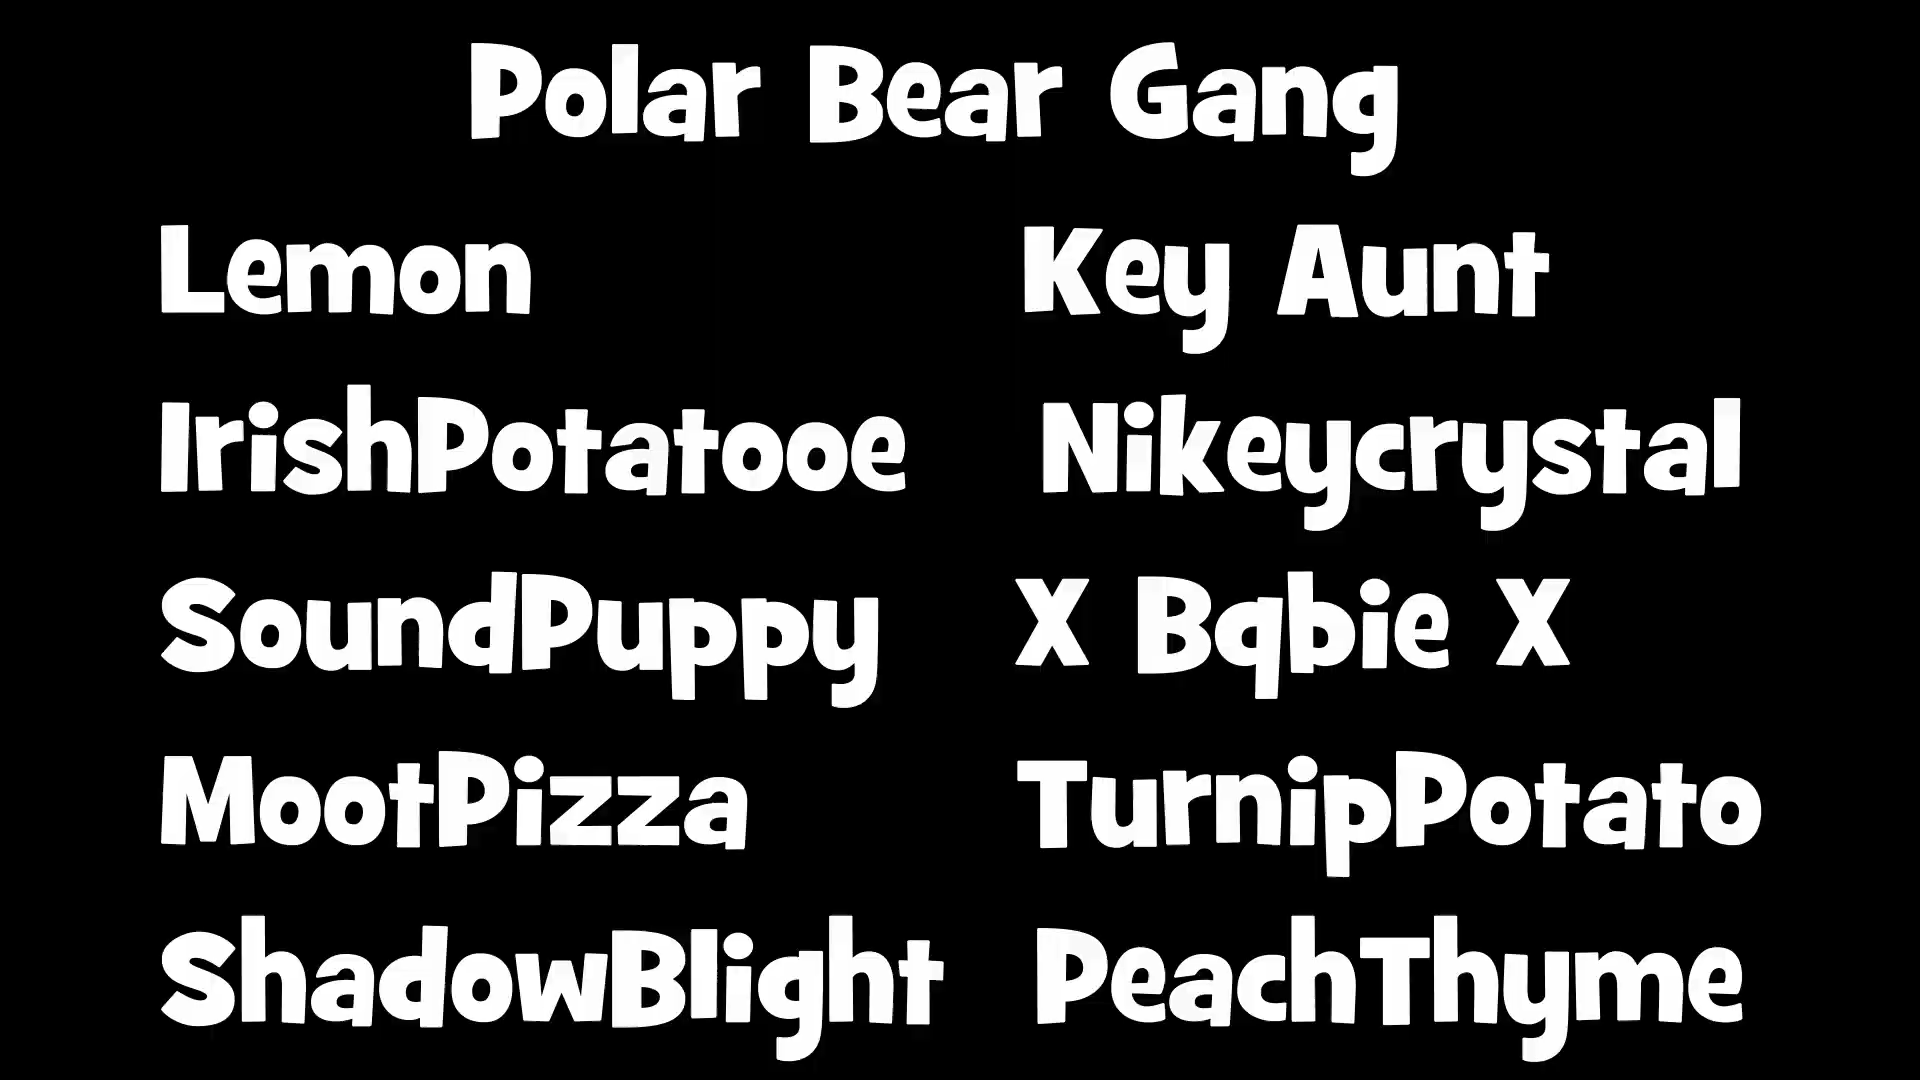 Polar Bear Gang
Lemon
Key Aunt
IrishPotatooe
Nikeycrystal
SoundPuppy
X Bqbie X
MootPizza
TurnipPotato
ShadowBlight
PeachThyme